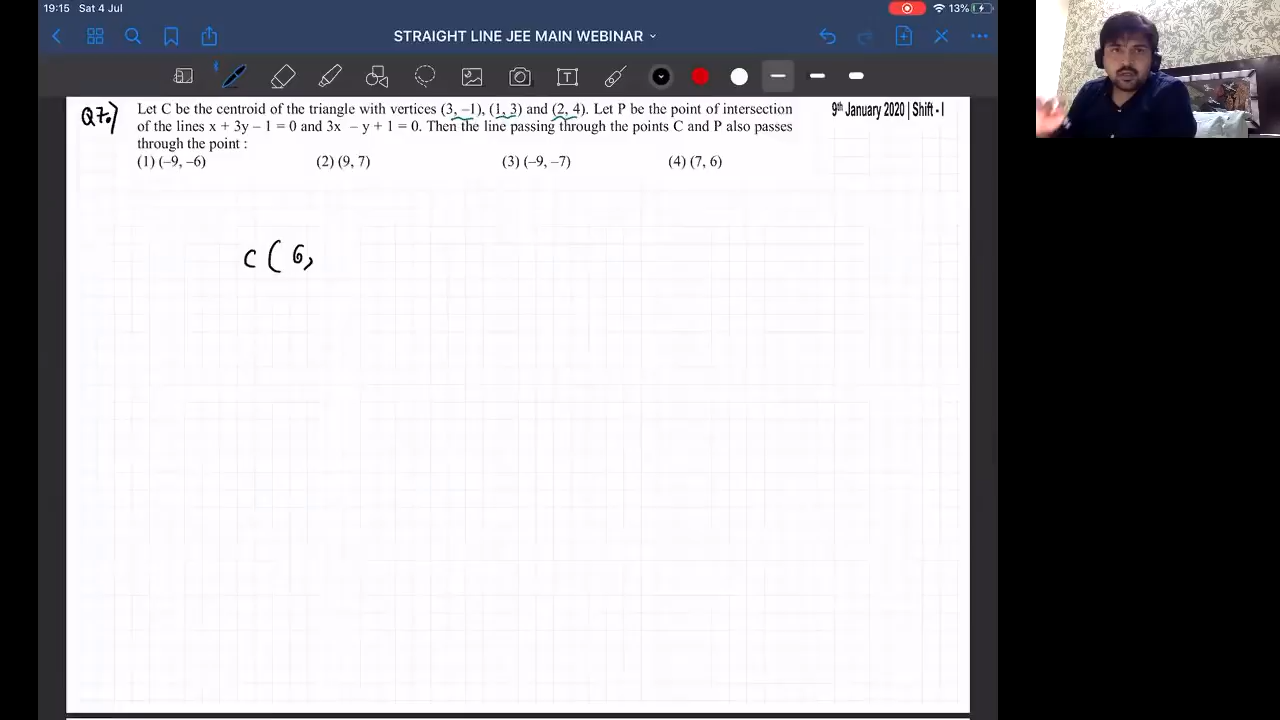 19:15 Sat 4 Jul
13%
STRAIGHT LINE JEE MAIN WEBINAR
Q7.) Let C be the centroid of the triangle with vertices (3, –1), (1, 3) and (2, 4). Let P be the point of intersection
9th January 2020 | Shift - I
of the lines x + 3y – 1 = 0 and 3x – y + 1 = 0. Then the line passing through the points C and P also passes
through the point :
(1) (–9, –6) (2) (9, 7) (3) (–9, –7) (4) (7, 6)
C ( 6,